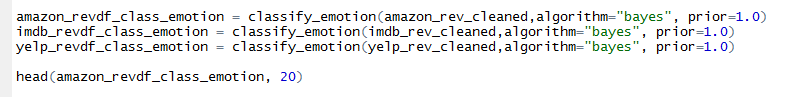 amazon_revdf_class_emotion = classify_emotion(amazon_rev_cleaned,algorithm="bayes", prior=1.0)
imdb_revdf_class_emotion = classify_emotion(imdb_rev_cleaned,algorithm="bayes", prior=1.0)
yelp_revdf_class_emotion = classify_emotion(yelp_rev_cleaned,algorithm="bayes", prior=1.0)
head(amazon_revdf_class_emotion, 20)